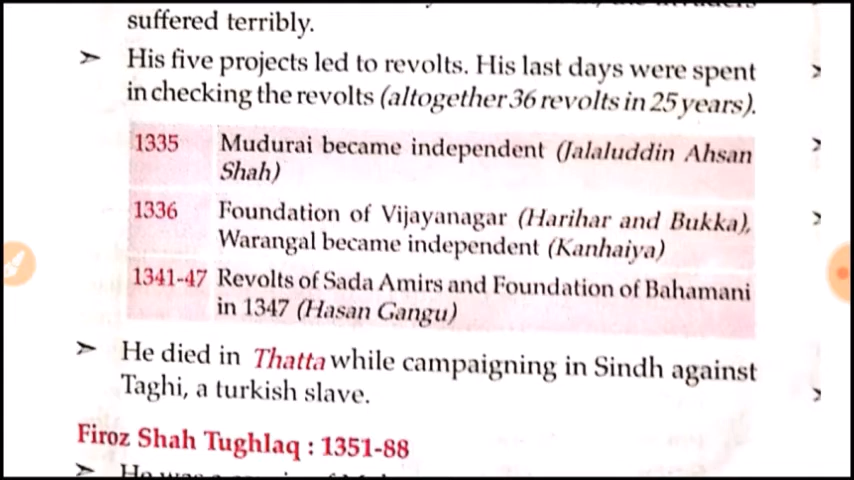 suffered terribly.
➢ His five projects led to revolts. His last days were spent
in checking the revolts (altogether 36 revolts in 25 years).
1335 Mudurai became independent (Jalaluddin Ahsan
Shah)
1336 Foundation of Vijayanagar (Harihar and Bukka),
Warangal became independent (Kanhaiya)
1341-47 Revolts of Sada Amirs and Foundation of Bahamani
in 1347 (Hasan Gangu)
➢ He died in Thatta while campaigning in Sindh against
Taghi, a turkish slave.
Firoz Shah Tughlaq : 1351-88